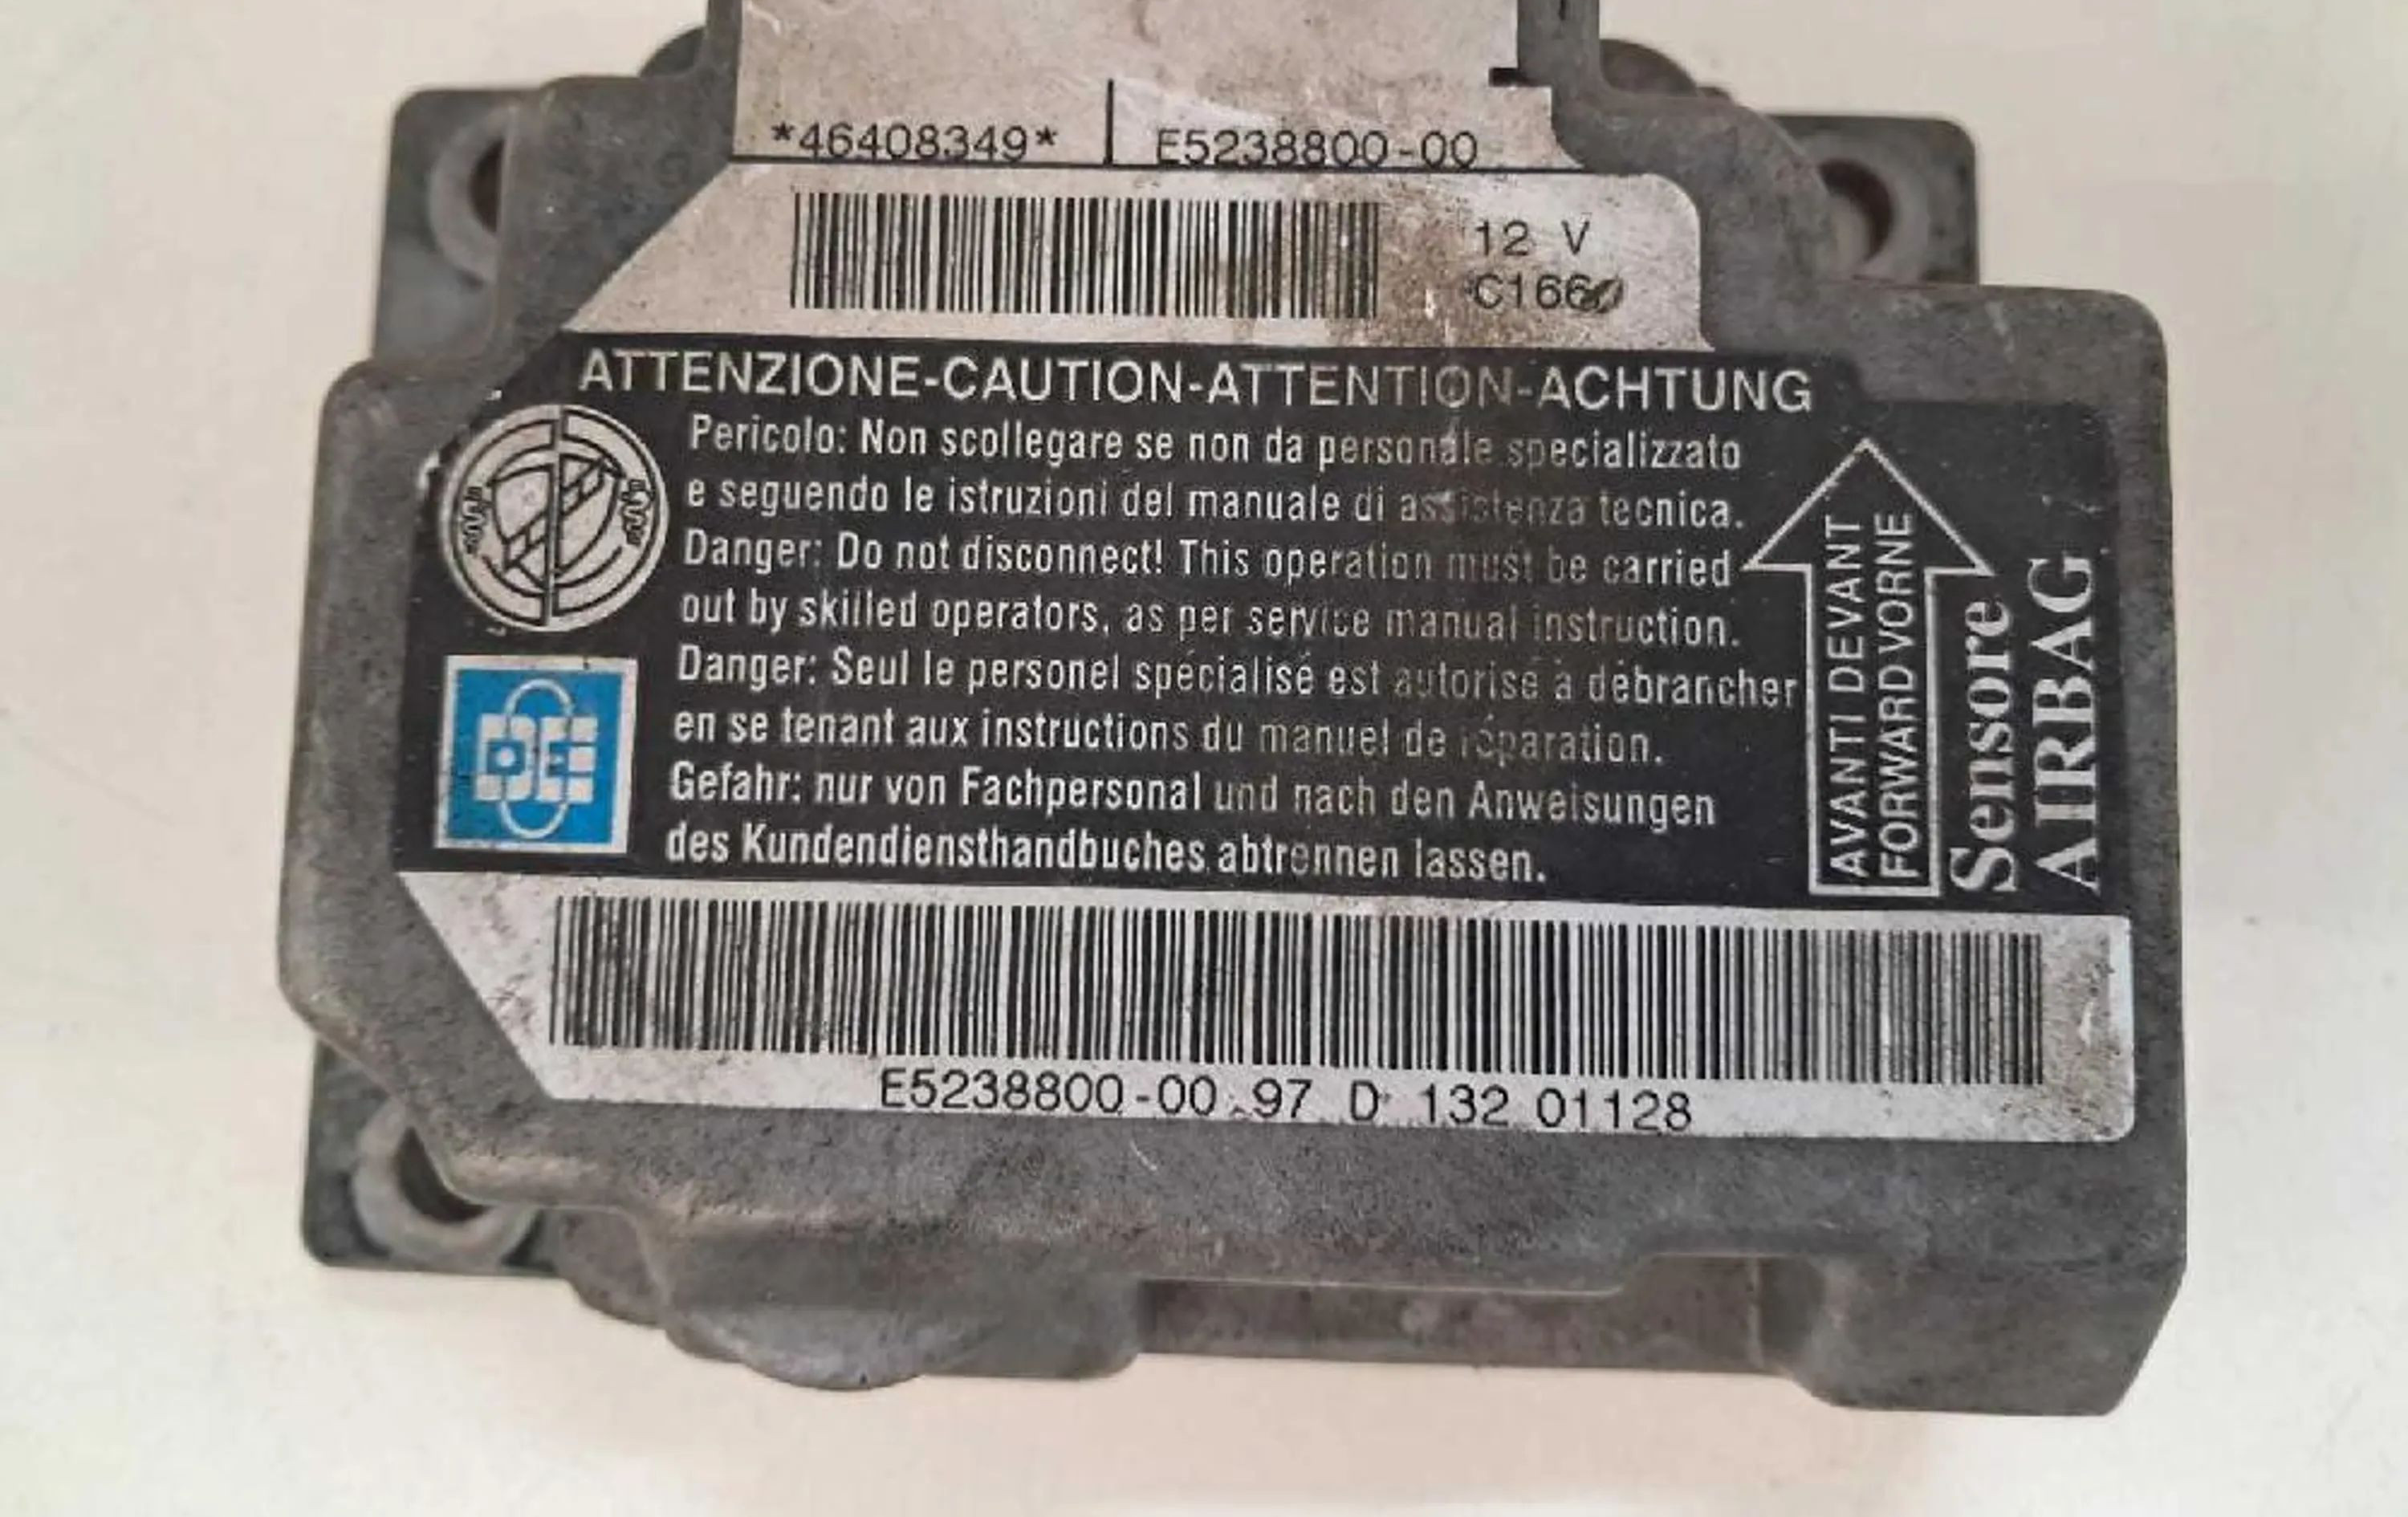 *46408349* | E5238800-00
12 V
C166
ATTENZIONE-CAUTION-ATTENTION-ACHTUNG
Pericolo: Non scollegare se non da personale specializzato
e seguendo le istruzioni del manuale di assistenza tecnica.
Danger: Do not disconnect! This operation must be carried
out by skilled operators, as per service manual instruction.
Danger: Seul le personel spécialisé est autorisé à débrancher
en se tenant aux instructions du manuel de réparation.
Gefahr: nur von Fachpersonal und nach den Anweisungen
des Kundendiensthandbuches abtrennen lassen.
AVANTI DEVANT
FORWARD VORNE
Sensore
AIRBAG
E5238800-00 97 D 132 01128